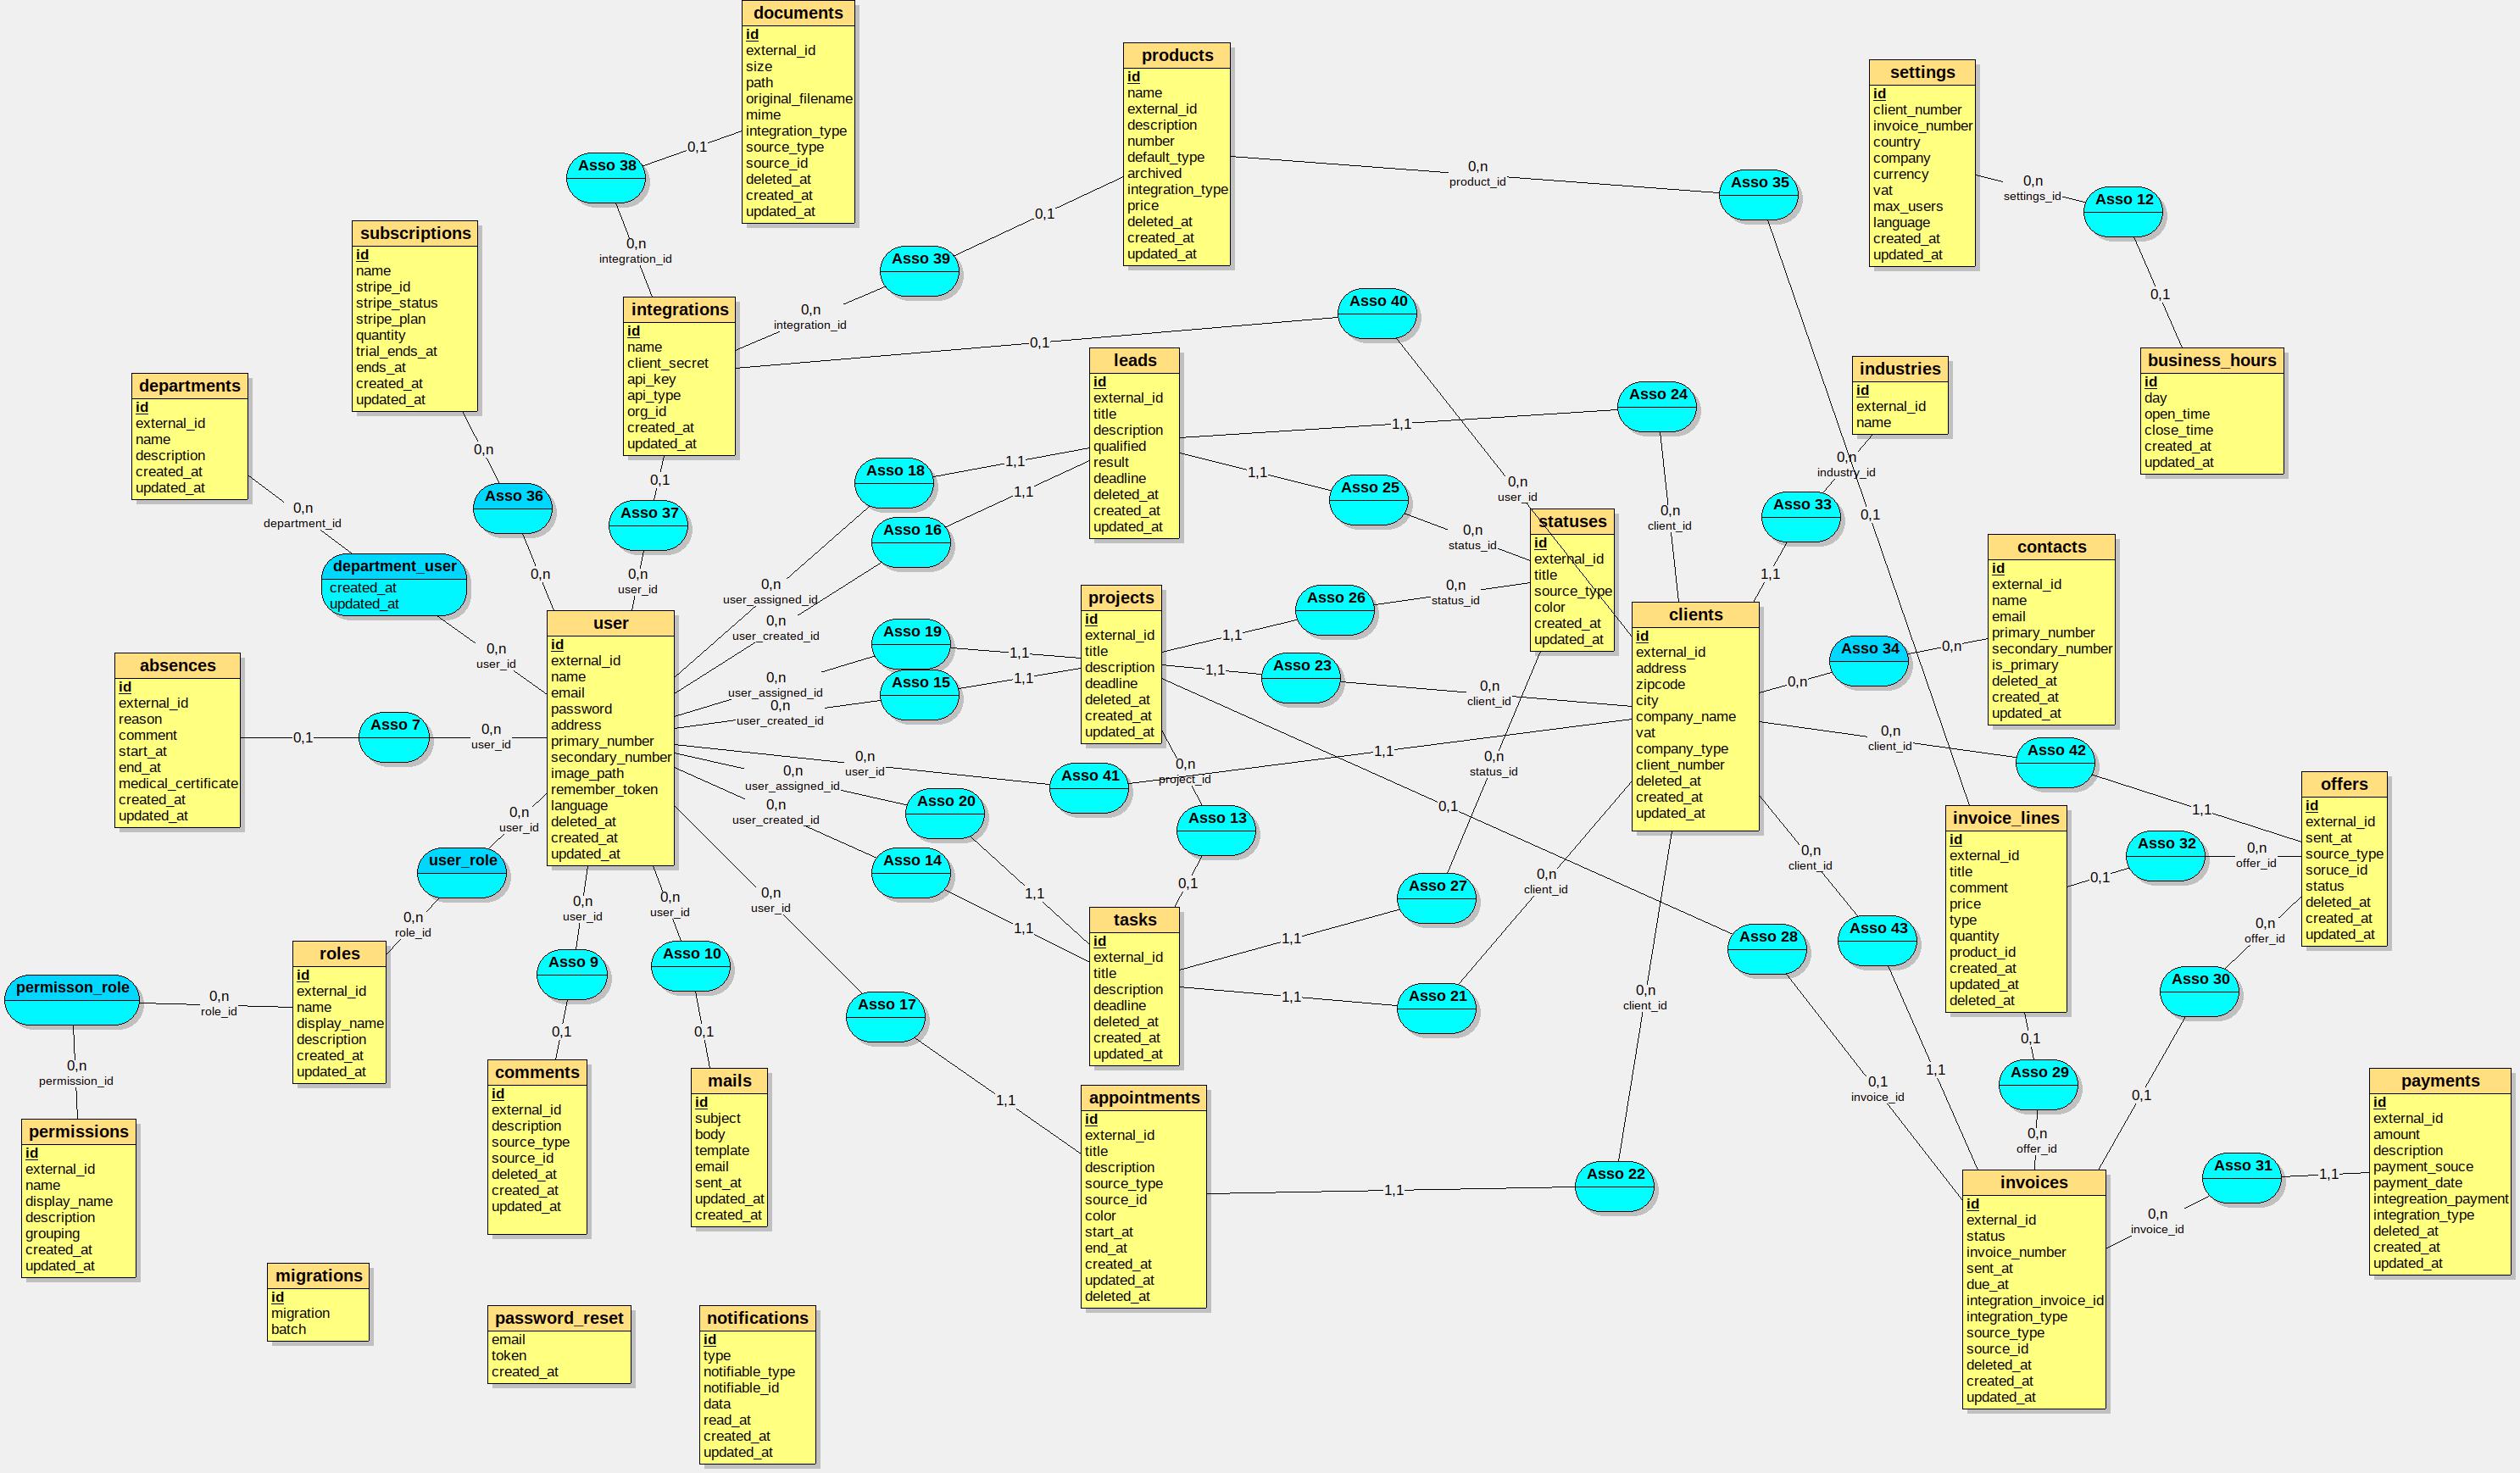 documents
id
external_id
size
path
original_filename
mime
integration_type
source_type
source_id
deleted_at
created_at
updated_at
products
id
name
external_id
description
number
default_type
archived
integration_type
price
deleted_at
created_at
updated_at
settings
id
client_number
invoice_number
country
company
currency
vat
max_users
language
created_at
updated_at
Asso 38
0,1
0,n
integration_id
Asso 39
0,1
0,n
integration_id
0,n
product_id
Asso 35
0,1
0,n
settings_id
Asso 12
0,1
subscriptions
id
name
stripe_id
stripe_status
stripe_plan
quantity
trial_ends_at
ends_at
created_at
updated_at
integrations
id
name
client_secret
api_key
api_type
org_id
created_at
updated_at
Asso 40
0,1
0,n
user_id
leads
id
external_id
title
description
qualified
result
deadline
deleted_at
created_at
updated_at
industries
id
external_id
name
business_hours
id
day
open_time
close_time
created_at
updated_at
departments
id
external_id
name
description
created_at
updated_at
0,n
department_id
department_user
created_at
updated_at
0,n
user_id
0,n
Asso 36
0,n
0,1
Asso 37
0,n
user_id
Asso 18
1,1
0,n
user_assigned_id
Asso 16
1,1
0,n
user_created_id
1,1
Asso 24
0,n
client_id
1,1
Asso 25
0,n
status_id
0,n
industry_id
Asso 33
1,1
statuses
id
external_id
title
source_type
color
created_at
updated_at
contacts
id
external_id
name
email
primary_number
secondary_number
is_primary
deleted_at
created_at
updated_at
user
id
external_id
name
email
password
address
primary_number
secondary_number
image_path
remember_token
language
deleted_at
created_at
updated_at
projects
id
external_id
title
description
deadline
deleted_at
created_at
updated_at
clients
id
external_id
address
zipcode
city
company_name
vat
company_type
client_number
deleted_at
created_at
updated_at
Asso 19
1,1
0,n
user_assigned_id
Asso 15
1,1
0,n
user_created_id
Asso 26
1,1
0,n
status_id
Asso 23
1,1
0,n
client_id
Asso 34
0,n
0,n
absences
id
external_id
reason
comment
start_at
end_at
medical_certificate
created_at
updated_at
0,1
Asso 7
0,n
user_id
0,n
user_id
Asso 41
1,1
0,n
user_assigned_id
Asso 20
1,1
0,n
user_created_id
Asso 14
1,1
0,n
project_id
Asso 13
0,1
0,n
status_id
Asso 27
1,1
0,n
client_id
Asso 21
1,1
0,1
Asso 28
0,1
invoice_id
0,n
client_id
Asso 42
1,1
0,n
client_id
Asso 43
1,1
offers
id
external_id
sent_at
source_type
soruce_id
status
deleted_at
created_at
updated_at
invoice_lines
id
external_id
title
comment
price
type
quantity
product_id
created_at
updated_at
deleted_at
0,1
Asso 32
0,n
offer_id
0,n
offer_id
Asso 30
0,1
0,1
Asso 29
0,n
offer_id
0,n
user_id
user_role
0,n
role_id
roles
id
external_id
name
display_name
description
created_at
updated_at
permisson_role
0,n
role_id
0,n
permission_id
permissions
id
external_id
name
display_name
description
grouping
created_at
updated_at
0,n
user_id
Asso 9
0,1
comments
id
external_id
description
source_type
source_id
deleted_at
created_at
updated_at
0,n
user_id
Asso 10
0,1
mails
id
subject
body
template
email
sent_at
updated_at
created_at
0,n
user_id
Asso 17
1,1
tasks
id
external_id
title
description
deadline
deleted_at
created_at
updated_at
appointments
id
external_id
title
description
source_type
source_id
color
start_at
end_at
created_at
updated_at
deleted_at
1,1
Asso 22
0,n
client_id
invoices
id
external_id
status
invoice_number
sent_at
due_at
integration_invoice_id
integration_type
source_type
source_id
deleted_at
created_at
updated_at
0,n
invoice_id
Asso 31
1,1
payments
id
external_id
amount
description
payment_souce
payment_date
integreation_payment
integration_type
deleted_at
created_at
updated_at
migrations
id
migration
batch
password_reset
email
token
created_at
notifications
id
type
notifiable_type
notifiable_id
data
read_at
created_at
updated_at